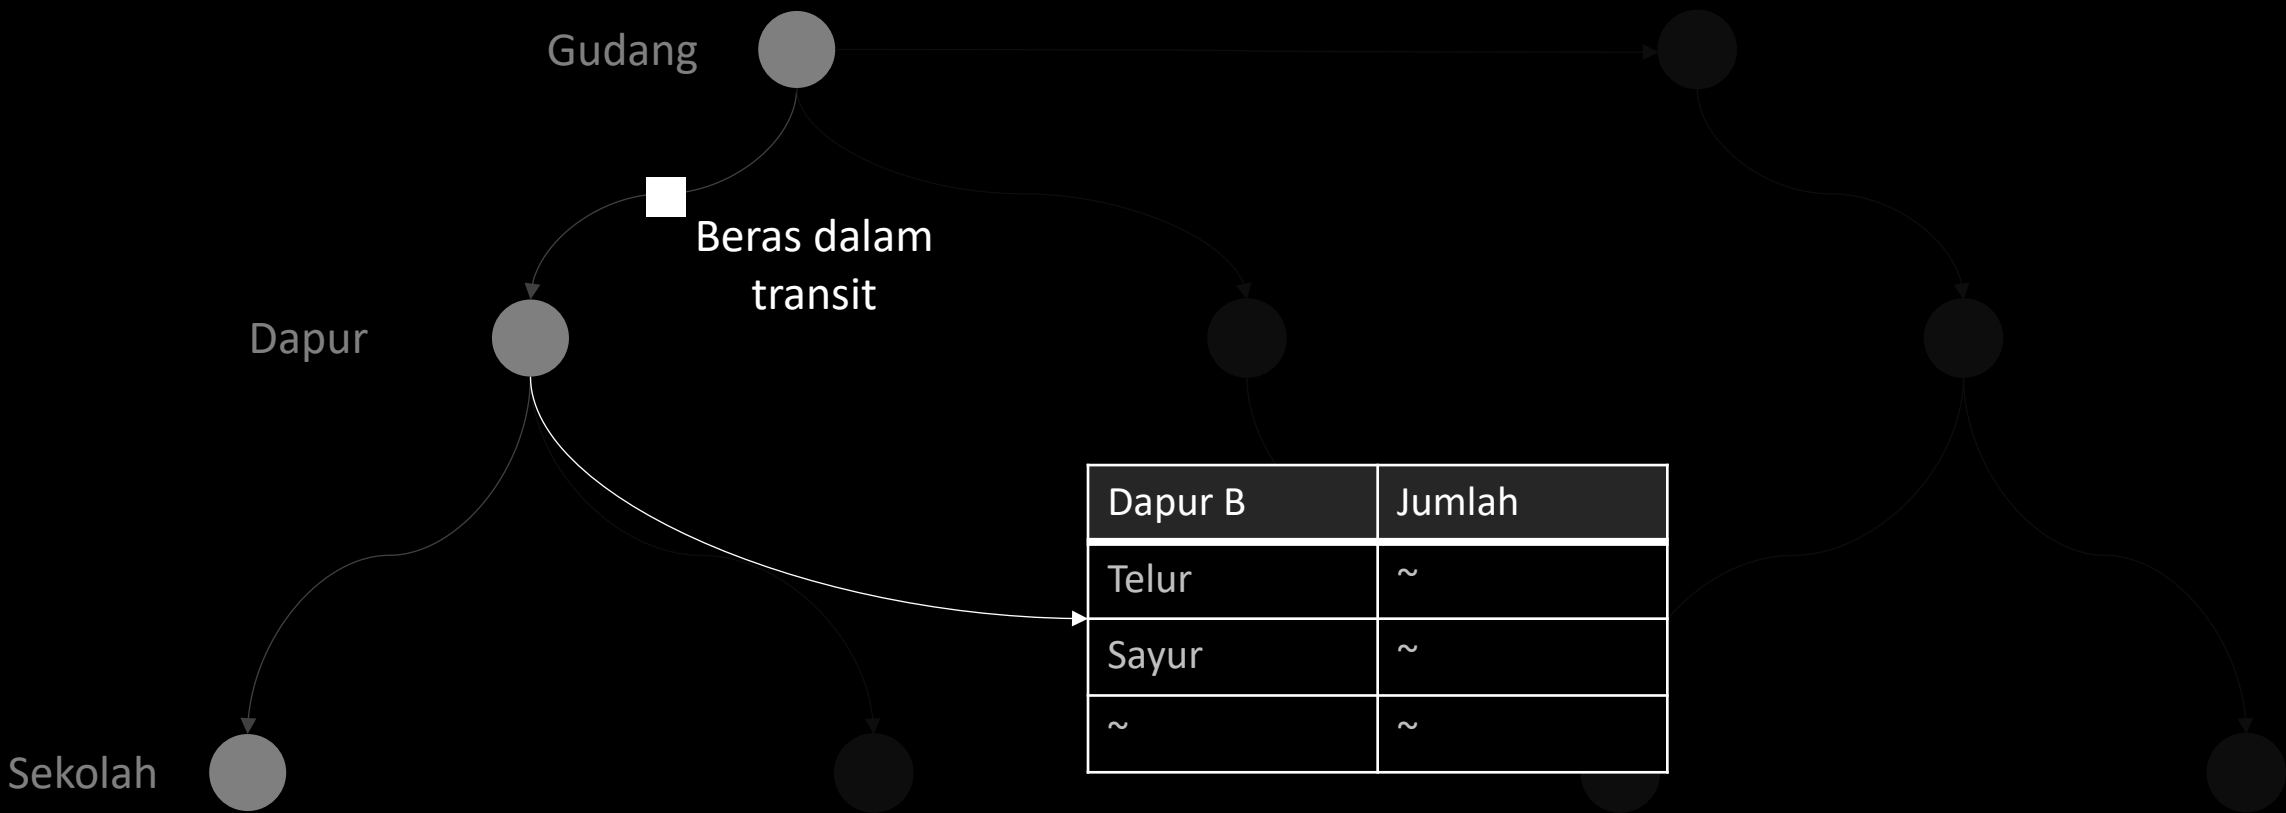 Gudang
Beras dalam
transit
Dapur
Dapur B Jumlah
Telur ~
Sayur ~
~ ~
Sekolah